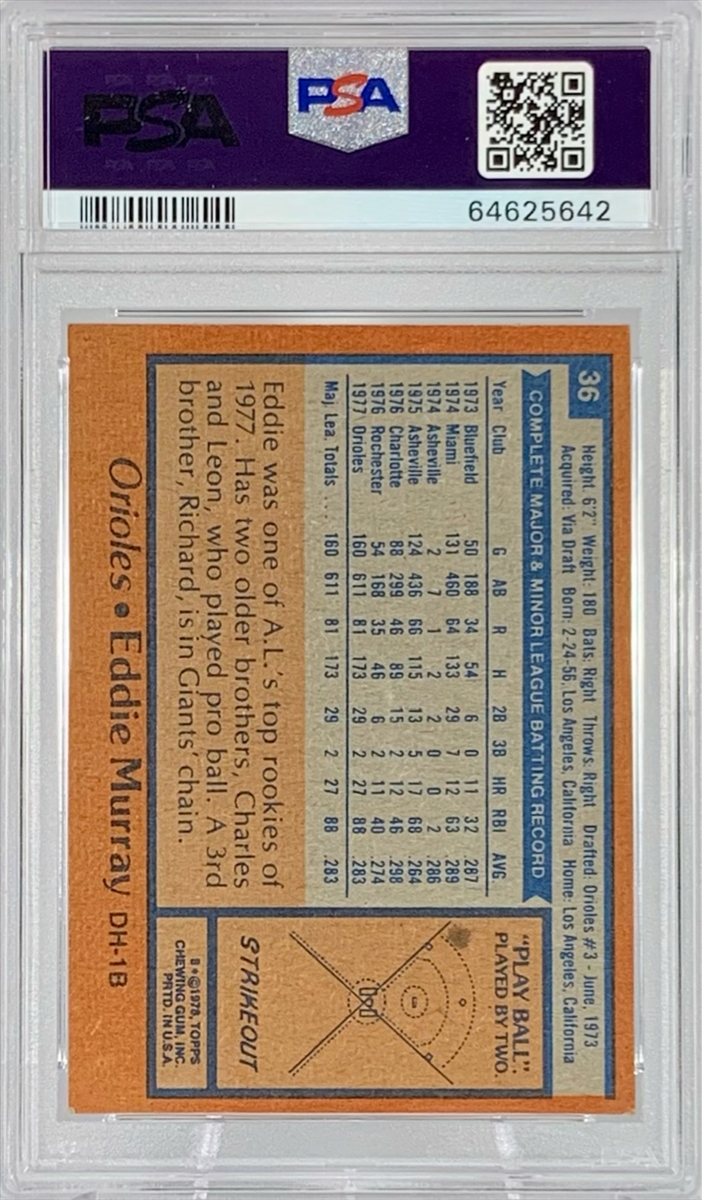 PSA
PSA
64625642
36
Height: 6'2" Weight: 180 Bats: Right Throws: Right Drafted: Orioles #3 - June, 1973
Acquired: Via Draft Born: 2-24-56, Los Angeles, California Home: Los Angeles, California
COMPLETE MAJOR & MINOR LEAGUE BATTING RECORD
Year Club G AB R H 2B 3B HR RBI AVG.
1973 Bluefield 50 188 34 54 6 0 11 32 .287
1974 Miami 131 460 64 133 29 7 12 63 .289
1974 Asheville 2 7 1 2 2 0 0 2 .286
1975 Asheville 124 436 66 115 13 5 17 68 .264
1976 Charlotte 88 299 46 89 15 2 12 46 .298
1976 Rochester 54 168 35 46 6 2 11 40 .274
1977 Orioles 160 611 81 173 29 2 27 88 .283
Maj. Lea. Totals .... 160 611 81 173 29 2 27 88 .283
Eddie was one of A.L.'s top rookies of
1977. Has two older brothers, Charles
and Leon, who played pro ball. A 3rd
brother, Richard, is in Giants' chain.
"PLAY BALL".
PLAYED BY TWO.
STRIKEOUT
©1978, TOPPS
CHEWING GUM, INC.
PRTD. IN U.S.A.
Orioles • Eddie Murray DH-1B